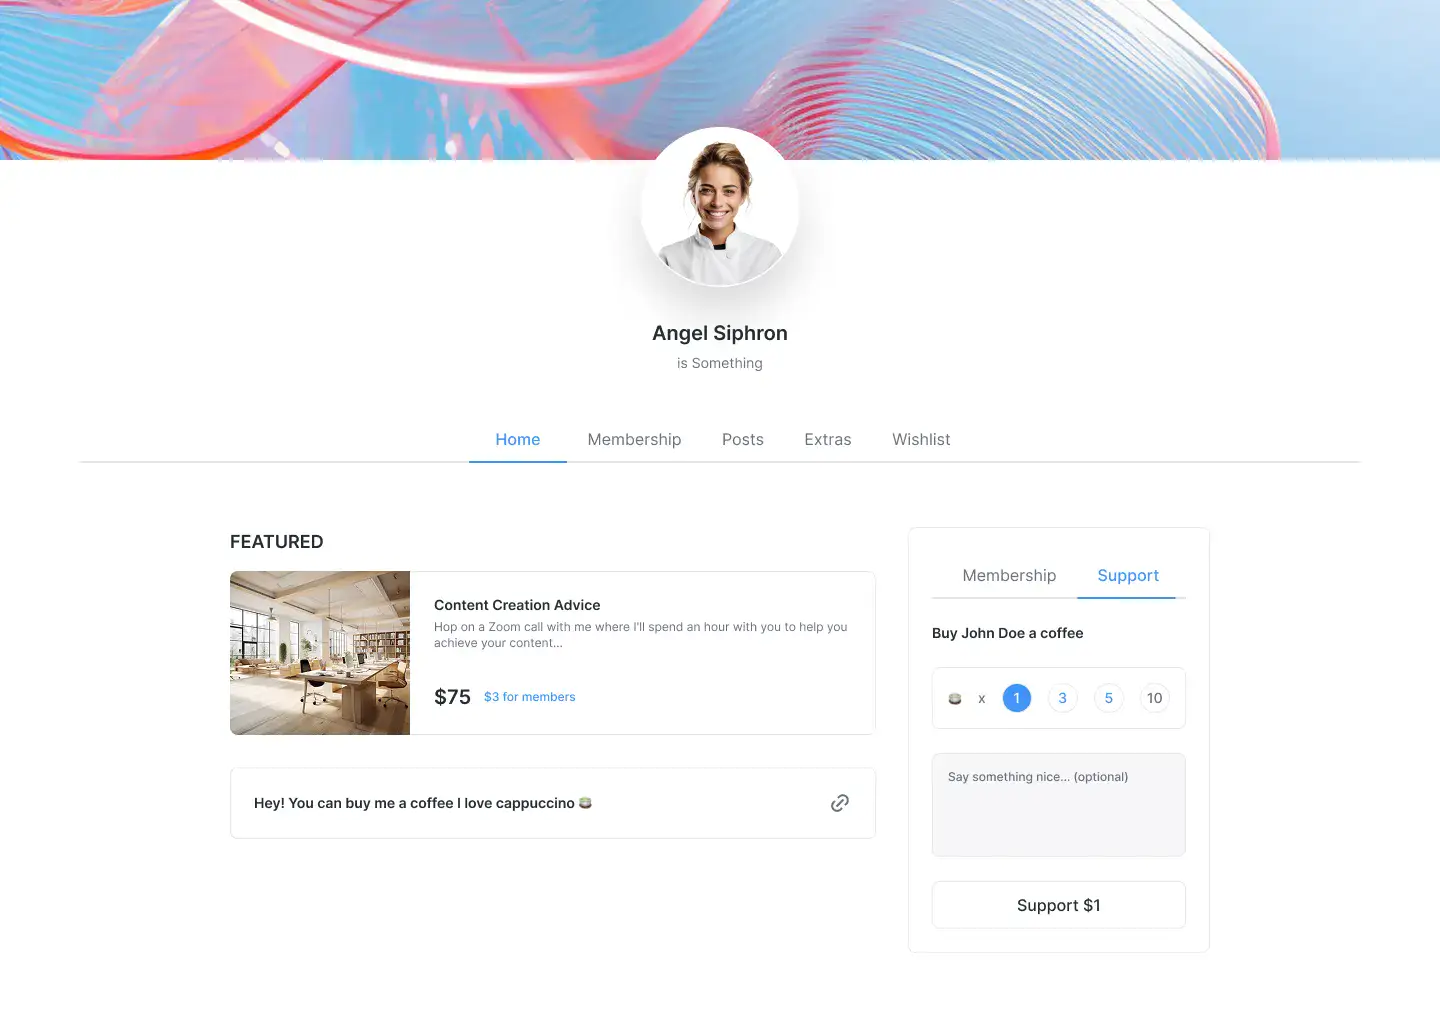 Angel Siphron
is Something
Home Membership Posts Extras Wishlist
FEATURED
Content Creation Advice
Hop on a Zoom call with me where I'll spend an hour with you to help you
achieve your content...
$75 $3 for members
Hey! You can buy me a coffee I love cappuccino 🍵
Membership Support
Buy John Doe a coffee
🍵 x 1 3 5 10
Say something nice... (optional)
Support $1